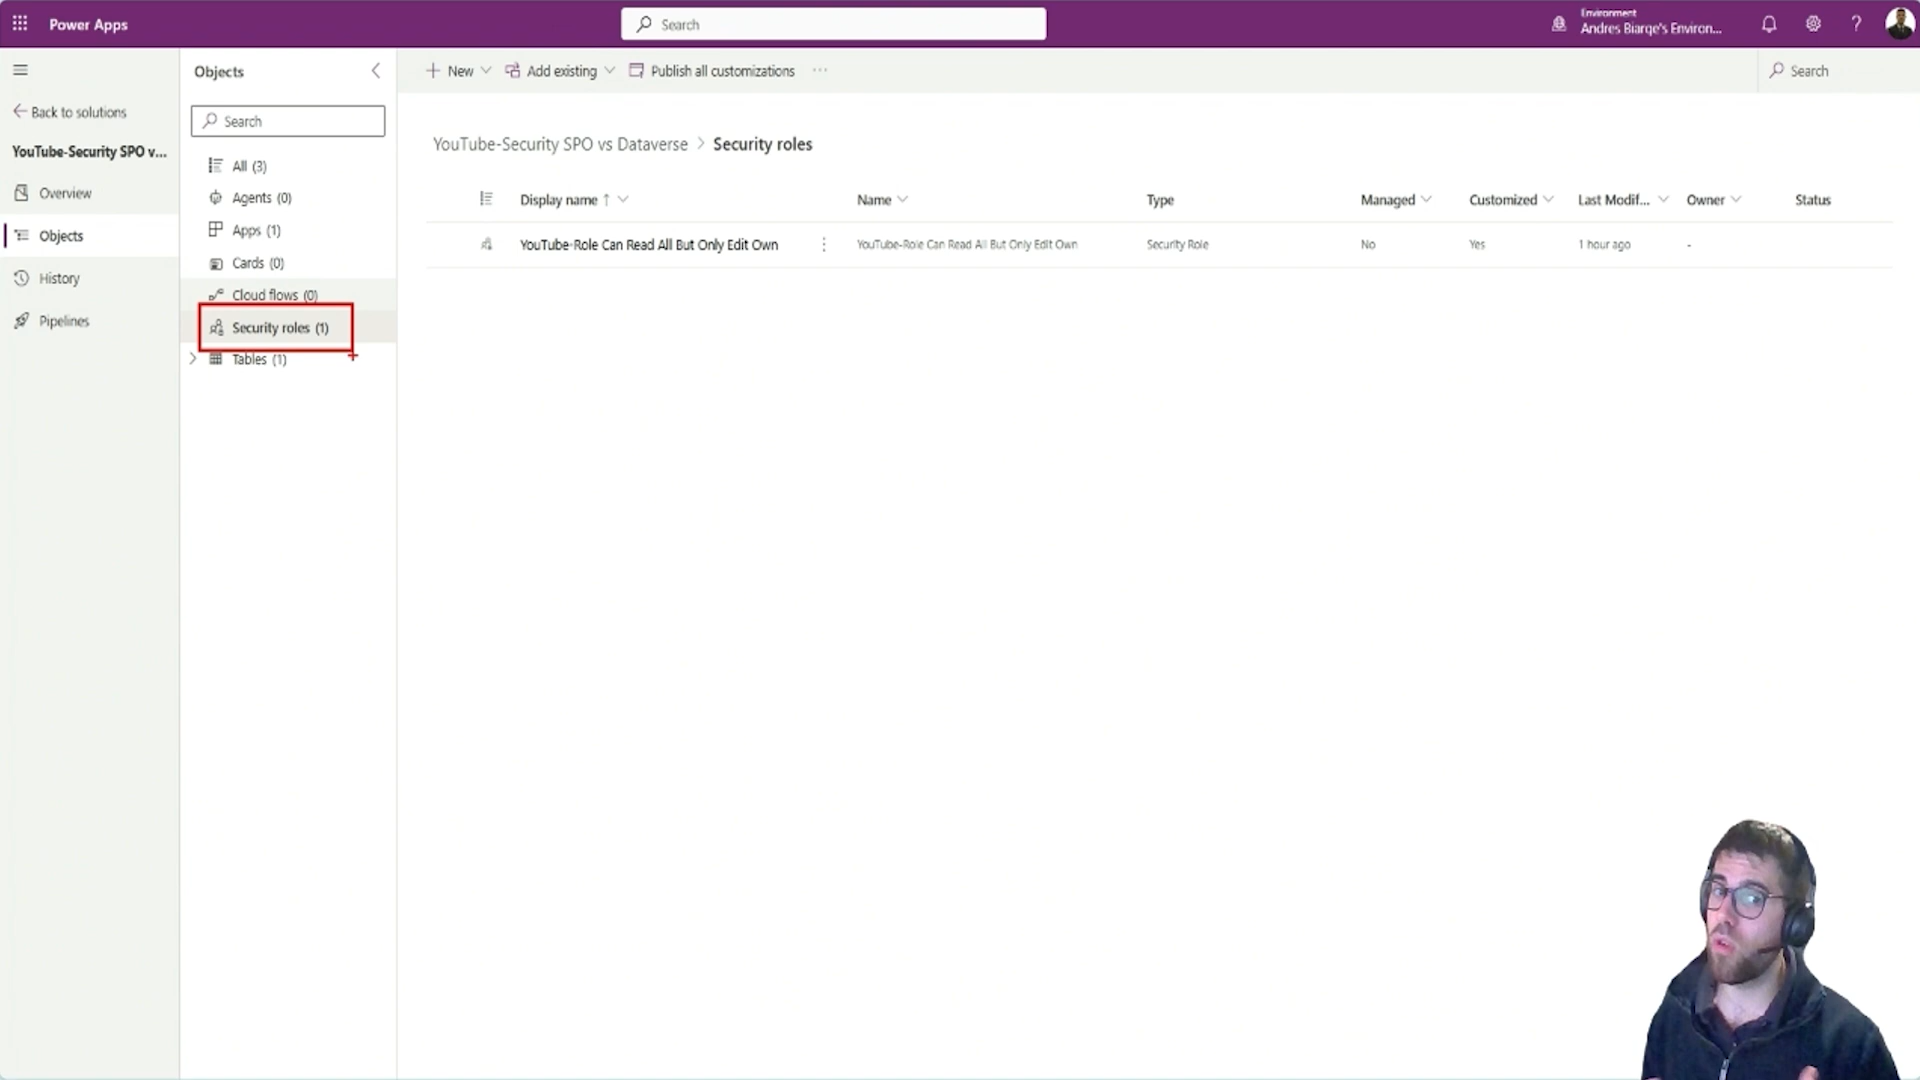 Power Apps
Search
Environment
Andres Biarge's Environ...
?
Back to solutions
YouTube-Security SPO v...
Overview
Objects
History
Pipelines
Objects
Search
All (3)
Agents (0)
Apps (1)
Cards (0)
Cloud flows (0)
Security roles (1)
Tables (1)
New
Add existing
Publish all customizations
...
Search
YouTube-Security SPO vs Dataverse > Security roles
Display name ↑ Name Type Managed Customized Last Modif... Owner Status
YouTube-Role Can Read All But Only Edit Own YouTube-Role Can Read All But Only Edit Own Security Role No Yes 1 hour ago -